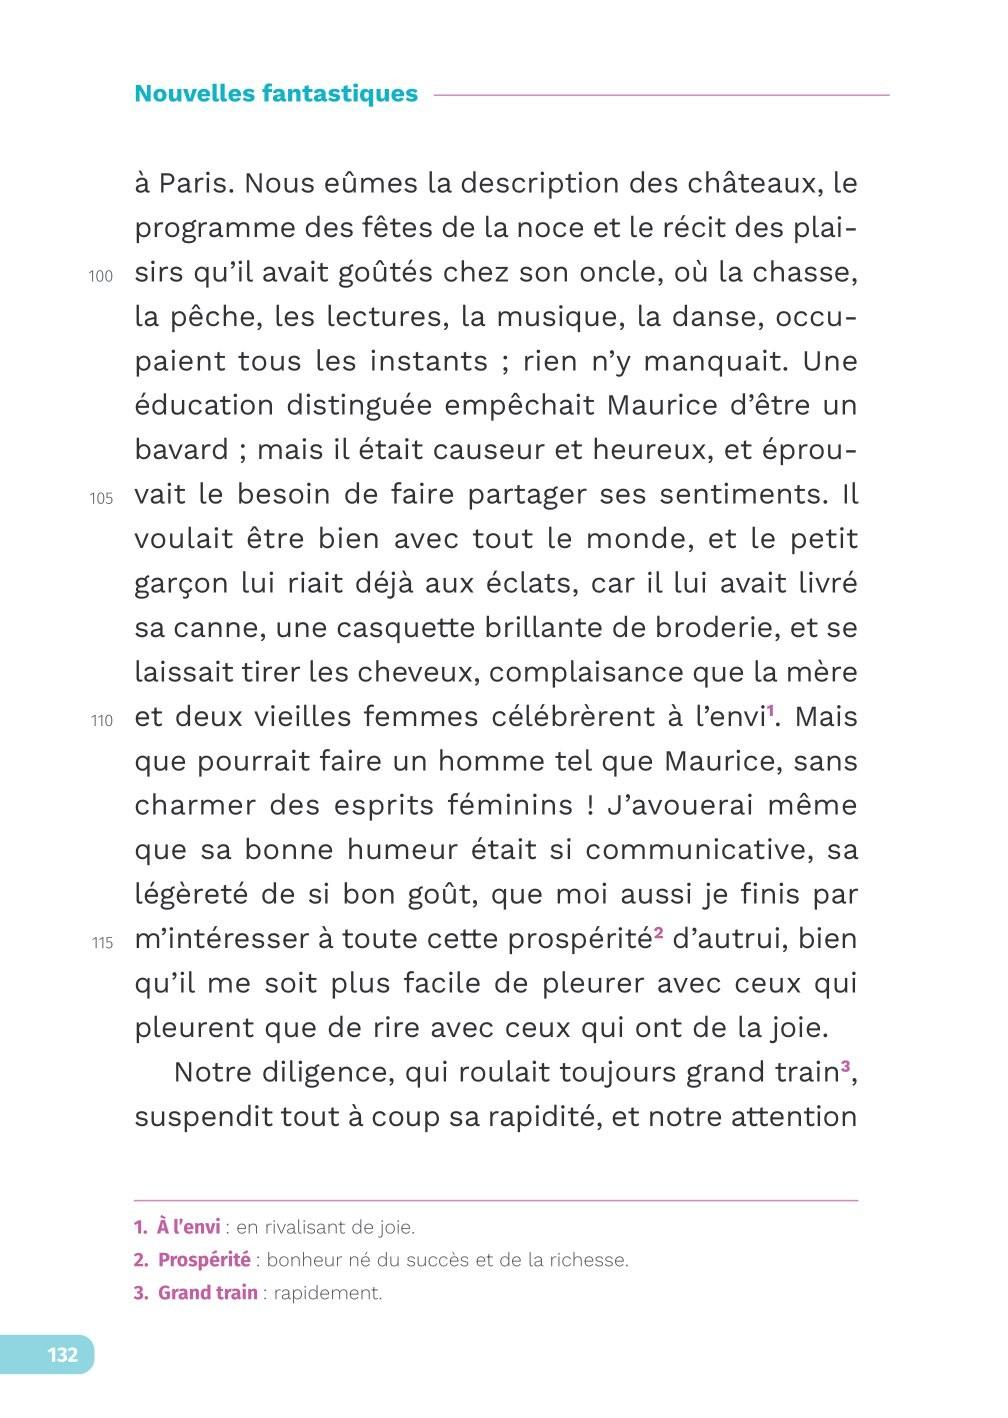 Nouvelles fantastiques
à Paris. Nous eûmes la description des châteaux, le
programme des fêtes de la noce et le récit des plai-
100 sirs qu’il avait goûtés chez son oncle, où la chasse,
la pêche, les lectures, la musique, la danse, occu-
paient tous les instants ; rien n’y manquait. Une
éducation distinguée empêchait Maurice d’être un
bavard ; mais il était causeur et heureux, et éprou-
105 vait le besoin de faire partager ses sentiments. Il
voulait être bien avec tout le monde, et le petit
garçon lui riait déjà aux éclats, car il lui avait livré
sa canne, une casquette brillante de broderie, et se
laissait tirer les cheveux, complaisance que la mère
110 et deux vieilles femmes célébrèrent à l’envi1. Mais
que pourrait faire un homme tel que Maurice, sans
charmer des esprits féminins ! J’avouerai même
que sa bonne humeur était si communicative, sa
légèreté de si bon goût, que moi aussi je finis par
115 m’intéresser à toute cette prospérité2 d’autrui, bien
qu’il me soit plus facile de pleurer avec ceux qui
pleurent que de rire avec ceux qui ont de la joie.
Notre diligence, qui roulait toujours grand train3,
suspendit tout à coup sa rapidité, et notre attention
1. À l’envi : en rivalisant de joie.
2. Prospérité : bonheur né du succès et de la richesse.
3. Grand train : rapidement.
132